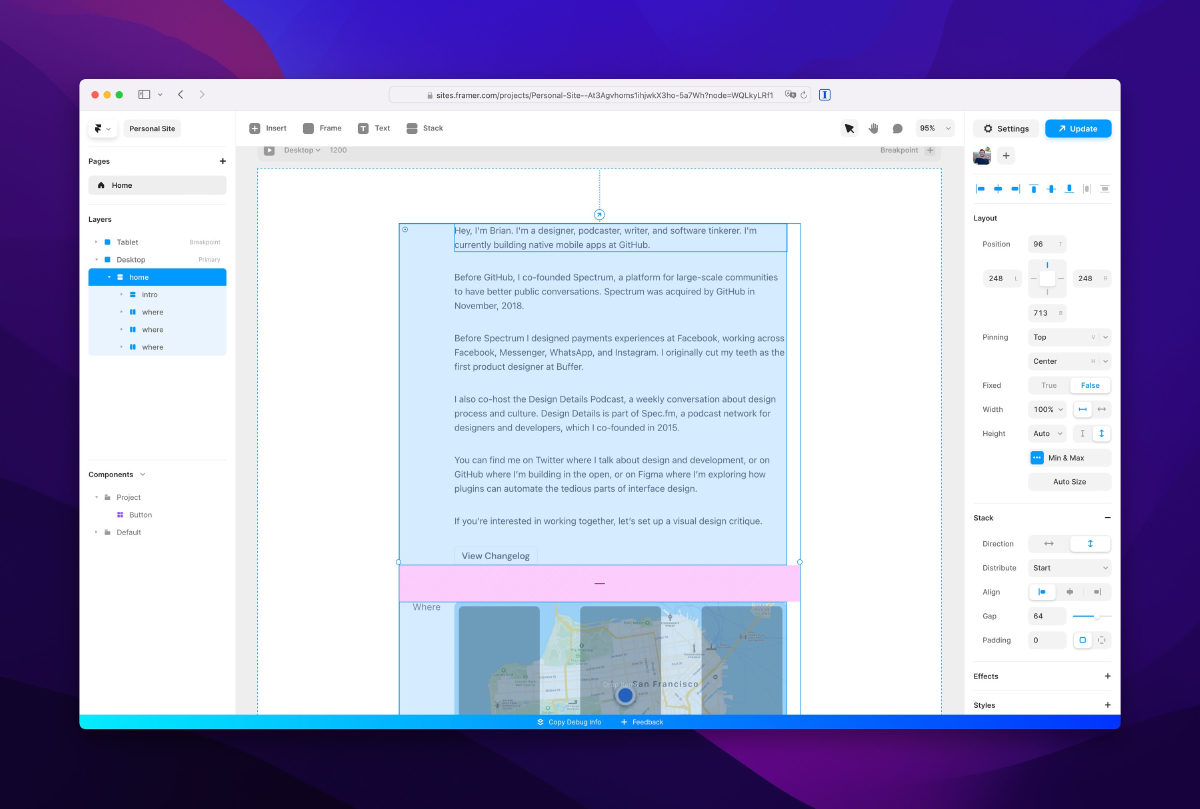 sites.framer.com/projects/Personal-Site--At3Agvhoms1ihjwkX3ho-5a7Wh?node=WQLkyLRf1
Personal Site
Insert
Frame
Text
Stack
95%
Settings
Update
Pages
Home
Layers
Tablet
Breakpoint
Desktop
Primary
home
intro
where
where
where
Components
Project
Button
Default
Desktop
1200
Breakpoint
Hey, I'm Brian. I'm a designer, podcaster, writer, and software tinkerer. I'm
currently building native mobile apps at GitHub.
Before GitHub, I co-founded Spectrum, a platform for large-scale communities
to have better public conversations. Spectrum was acquired by GitHub in
November, 2018.
Before Spectrum I designed payments experiences at Facebook, working across
Facebook, Messenger, WhatsApp, and Instagram. I originally cut my teeth as the
first product designer at Buffer.
I also co-host the Design Details Podcast, a weekly conversation about design
process and culture. Design Details is part of Spec.fm, a podcast network for
designers and developers, which I co-founded in 2015.
You can find me on Twitter where I talk about design and development, or on
GitHub where I'm building in the open, or on Figma where I'm exploring how
plugins can automate the tedious parts of interface design.
If you're interested in working together, let's set up a visual design critique.
View Changelog
Where
San Francisco
Layout
Position
96
T
248
L
248
R
713
B
Pinning
Top
V
Center
H
Fixed
True
False
Width
100%
Height
Auto
Min & Max
Auto Size
Stack
Direction
Distribute
Start
Align
Gap
64
Padding
0
Effects
Styles
Copy Debug Info
Feedback